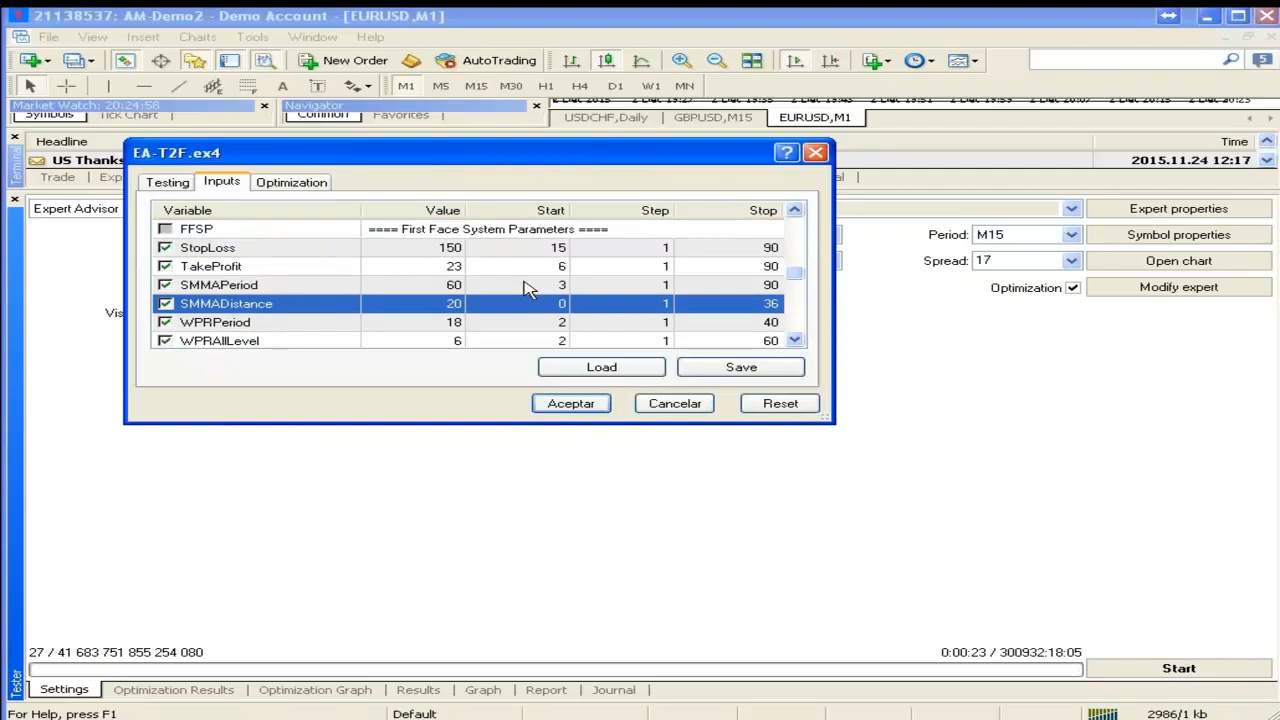 21138537: AM-Demo2 - Demo Account - [EURUSD,M1]
File View Insert Charts Tools Window Help
New Order AutoTrading 5
A T M1 M5 M15 M30 H1 H4 D1 W1 MN
Market Watch: 20:24:58 Navigator
Symbols Tick Chart Common Favorites USDCHF,Daily GBPUSD,M15 EURUSD,M1
Headline Time
US Thanks 2015.11.24 12:17
Trade
EA-T2F.ex4
Testing Inputs Optimization
Expert Advisor Expert properties
Variable Value Start Step Stop
FFSP ==== First Face System Parameters ====
Period: M15 Symbol properties
StopLoss 150 15 1 90
TakeProfit 23 6 1 90
Spread: 17 Open chart
SMMAPeriod 60 3 1 90
Optimization Modify expert
SMMADistance 20 0 1 36
WPRPeriod 18 2 1 40
WPRAllLevel 6 2 1 60
Load Save
Aceptar Cancelar Reset
27 / 41 683 751 855 254 080 0:00:23 / 300932:18:05
Start
Tester
Terminal
Settings Optimization Results Optimization Graph Results Graph Report Journal
For Help, press F1 Default 2986/1 kb